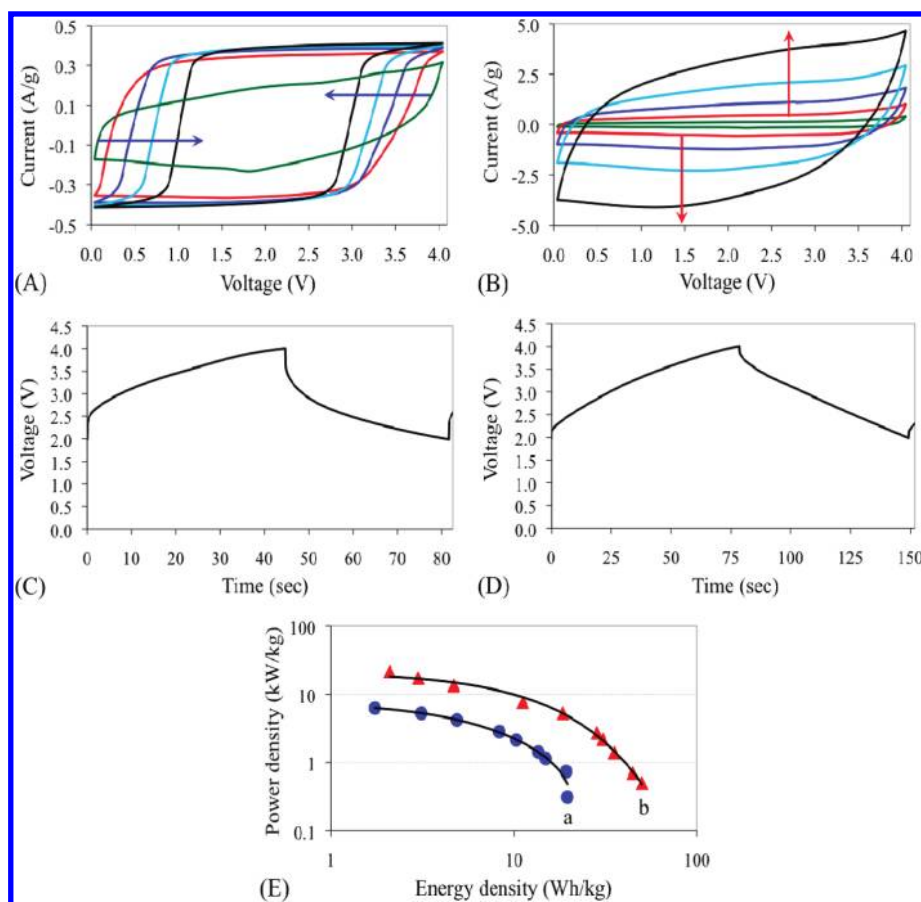 0.5
0.3
0.1
-0.1
-0.3
-0.5
Current (A/g)
0.0 0.5 1.0 1.5 2.0 2.5 3.0 3.5 4.0
Voltage (V)
(A)
5.0
2.5
0.0
-2.5
-5.0
Current (A/g)
0.0 0.5 1.0 1.5 2.0 2.5 3.0 3.5 4.0
Voltage (V)
(B)
4.5
4.0
3.5
3.0
2.5
2.0
1.5
1.0
0.5
0.0
Voltage (V)
0 10 20 30 40 50 60 70 80
Time (sec)
(C)
4.5
4.0
3.5
3.0
2.5
2.0
1.5
1.0
0.5
0.0
Voltage (V)
0 25 50 75 100 125 150
Time (sec)
(D)
100
10
1
0.1
Power density (kW/kg)
a b
1 10 100
Energy density (Wh/kg)
(E)